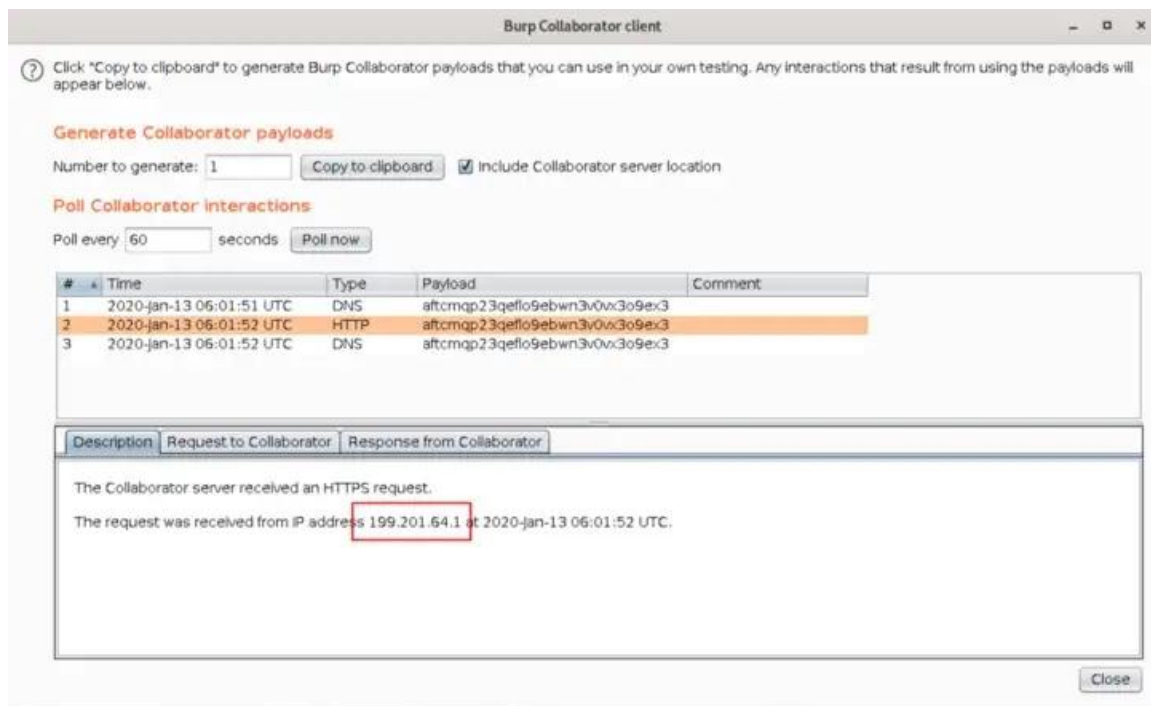 Burp Collaborator client
Click "Copy to clipboard" to generate Burp Collaborator payloads that you can use in your own testing. Any interactions that result from using the payloads will
appear below.
Generate Collaborator payloads
Number to generate: 1 Copy to clipboard Include Collaborator server location
Poll Collaborator interactions
Poll every 60 seconds Poll now
# Time Type Payload Comment
1 2020-Jan-13 06:01:51 UTC DNS aftcmqp23qeflo9ebwn3v0vx3o9ex3
2 2020-Jan-13 06:01:52 UTC HTTP aftcmqp23qeflo9ebwn3v0vx3o9ex3
3 2020-Jan-13 06:01:52 UTC DNS aftcmqp23qeflo9ebwn3v0vx3o9ex3
Description Request to Collaborator Response from Collaborator
The Collaborator server received an HTTPS request.
The request was received from IP address 199.201.64.1 at 2020-Jan-13 06:01:52 UTC.
Close